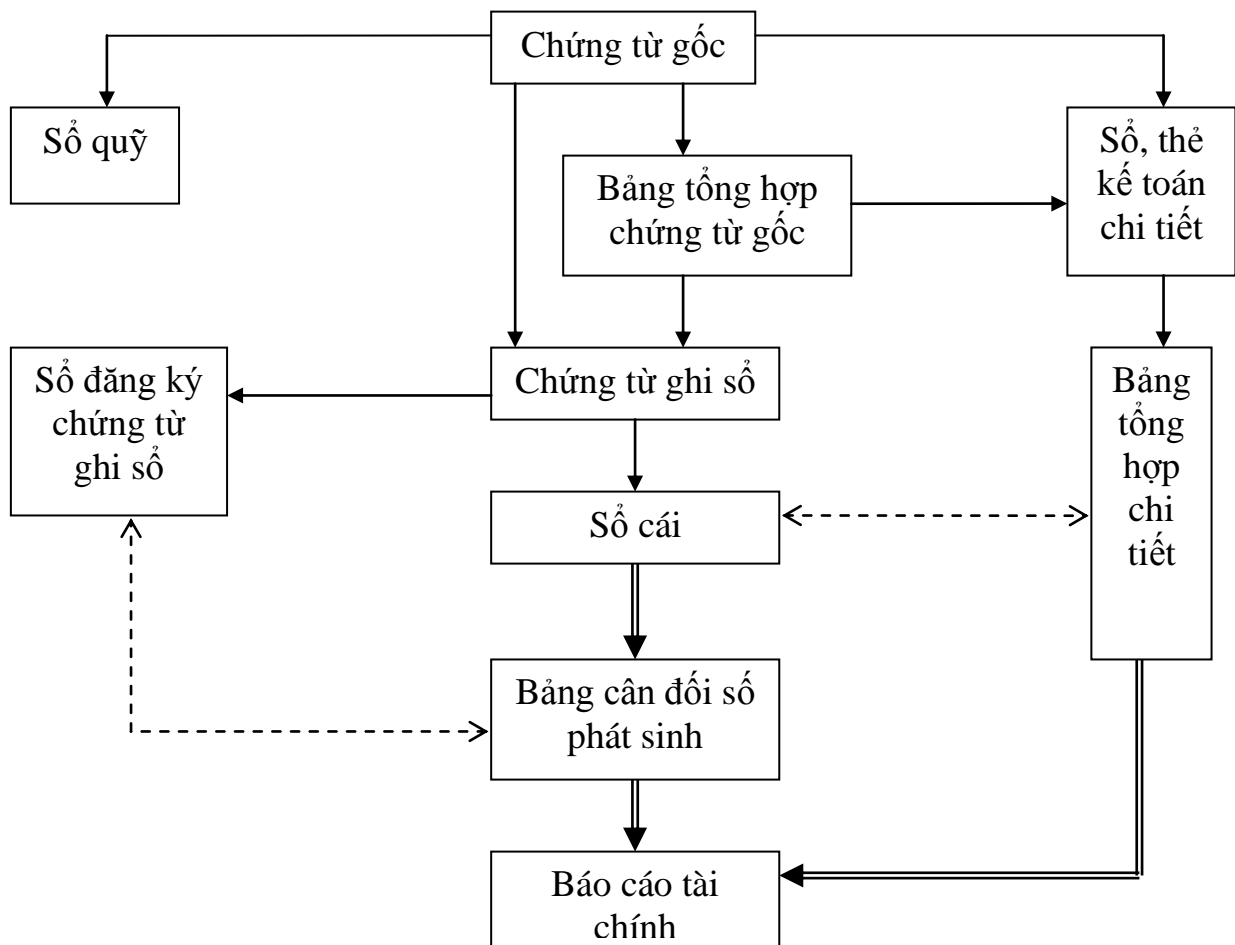 Chứng từ gốc
Sổ quỹ
Sổ, thẻ
kế toán
chi tiết
Bảng tổng hợp
chứng từ gốc
Sổ đăng ký
chứng từ
ghi sổ
Chứng từ ghi sổ
Bảng
tổng
hợp
chi
tiết
Sổ cái
Bảng cân đối số
phát sinh
Báo cáo tài
chính